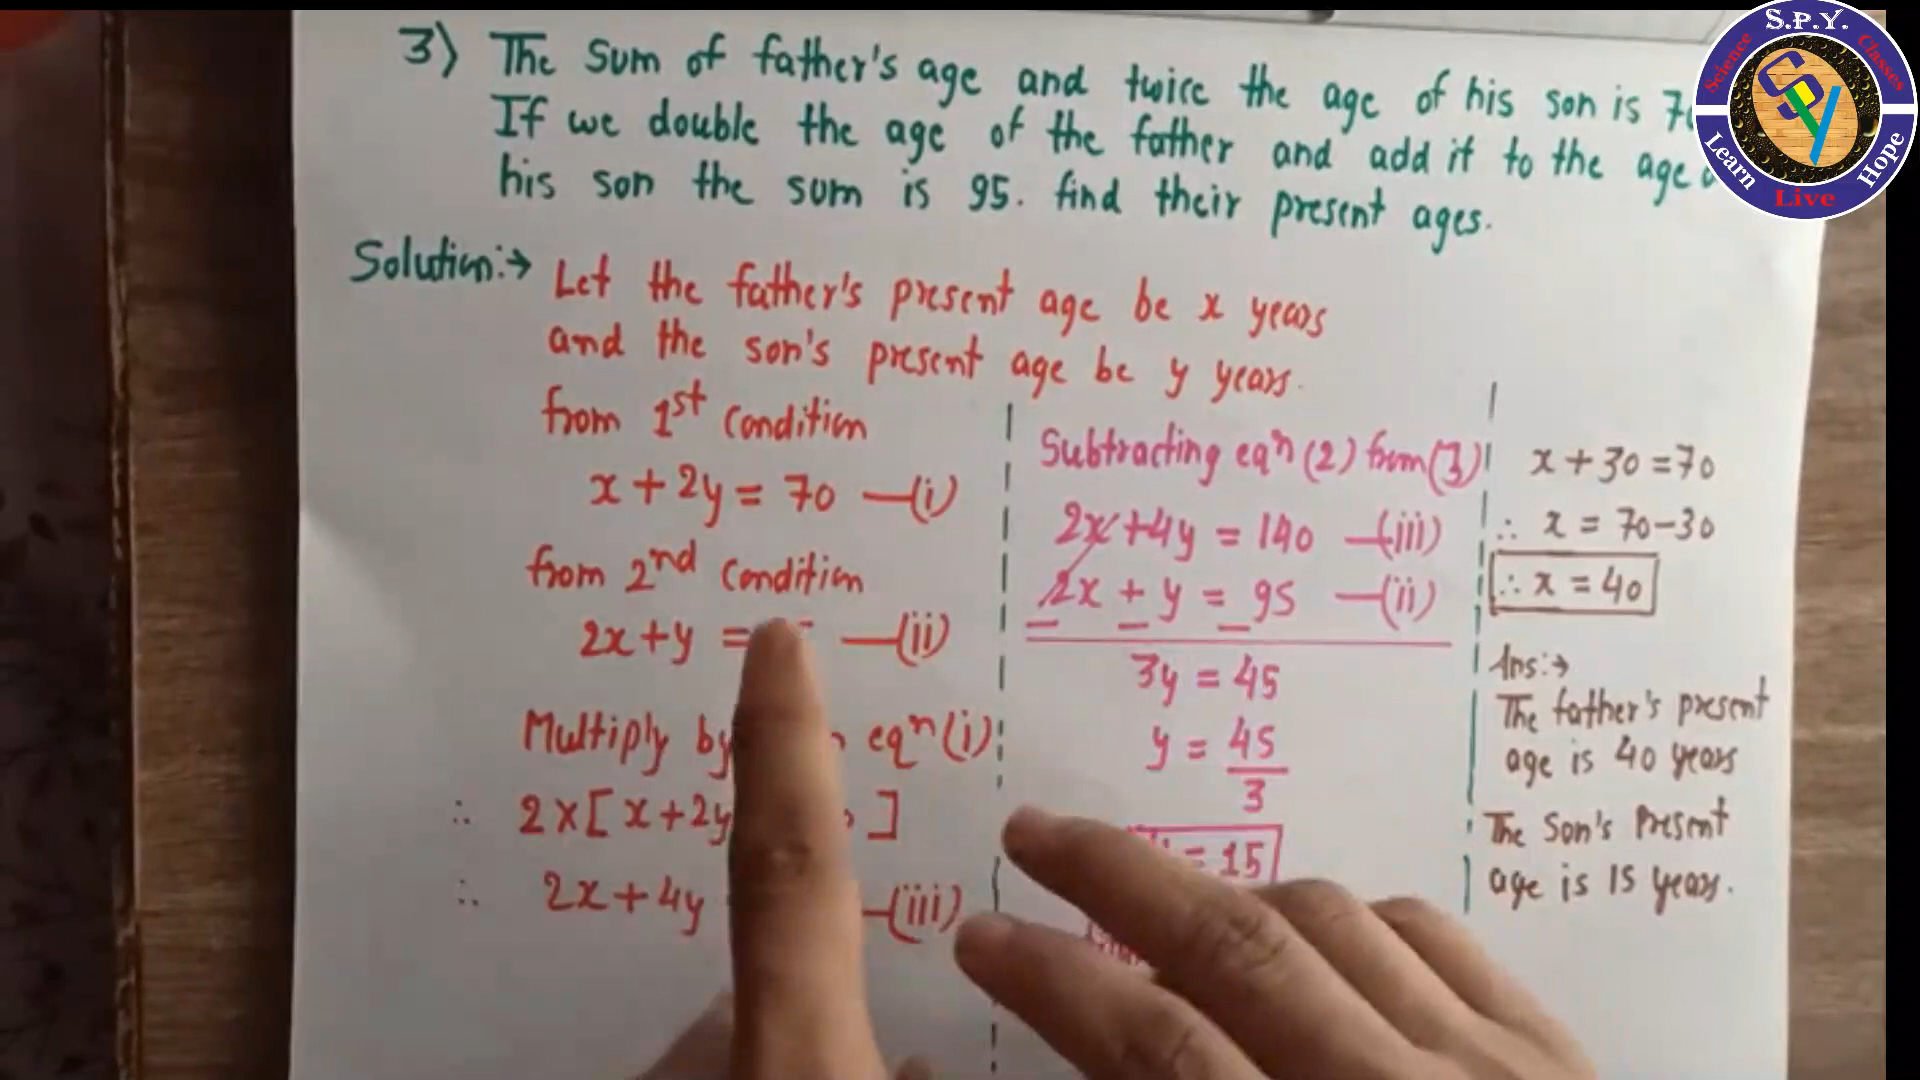 3) The Sum of father's age and twice the age of his son is
If we double the age of the father and add it to the age
his son the sum is 95. find their present ages.
Solution:→ Let the father's present age be x years
and the son's present age be y years.
from 1st Condition
x + 2y = 70 —(i)
from 2nd Condition
2x + y = —(ii)
Multiply by eqn (i)
∴ 2 x [ x + 2y ]
∴ 2x + 4y —(iii)
Subtracting eqn (2) from (3)
2x + 4y = 140 —(iii)
2x + y = 95 —(ii)
— — —
3y = 45
y = 45
3
= 15
x + 30 = 70
∴ x = 70 - 30
∴ x = 40
Ans:→
The father's present
age is 40 years
The Son's Present
age is 15 years.
S.P.Y.
Science Classes
SPY
Learn Live Hope